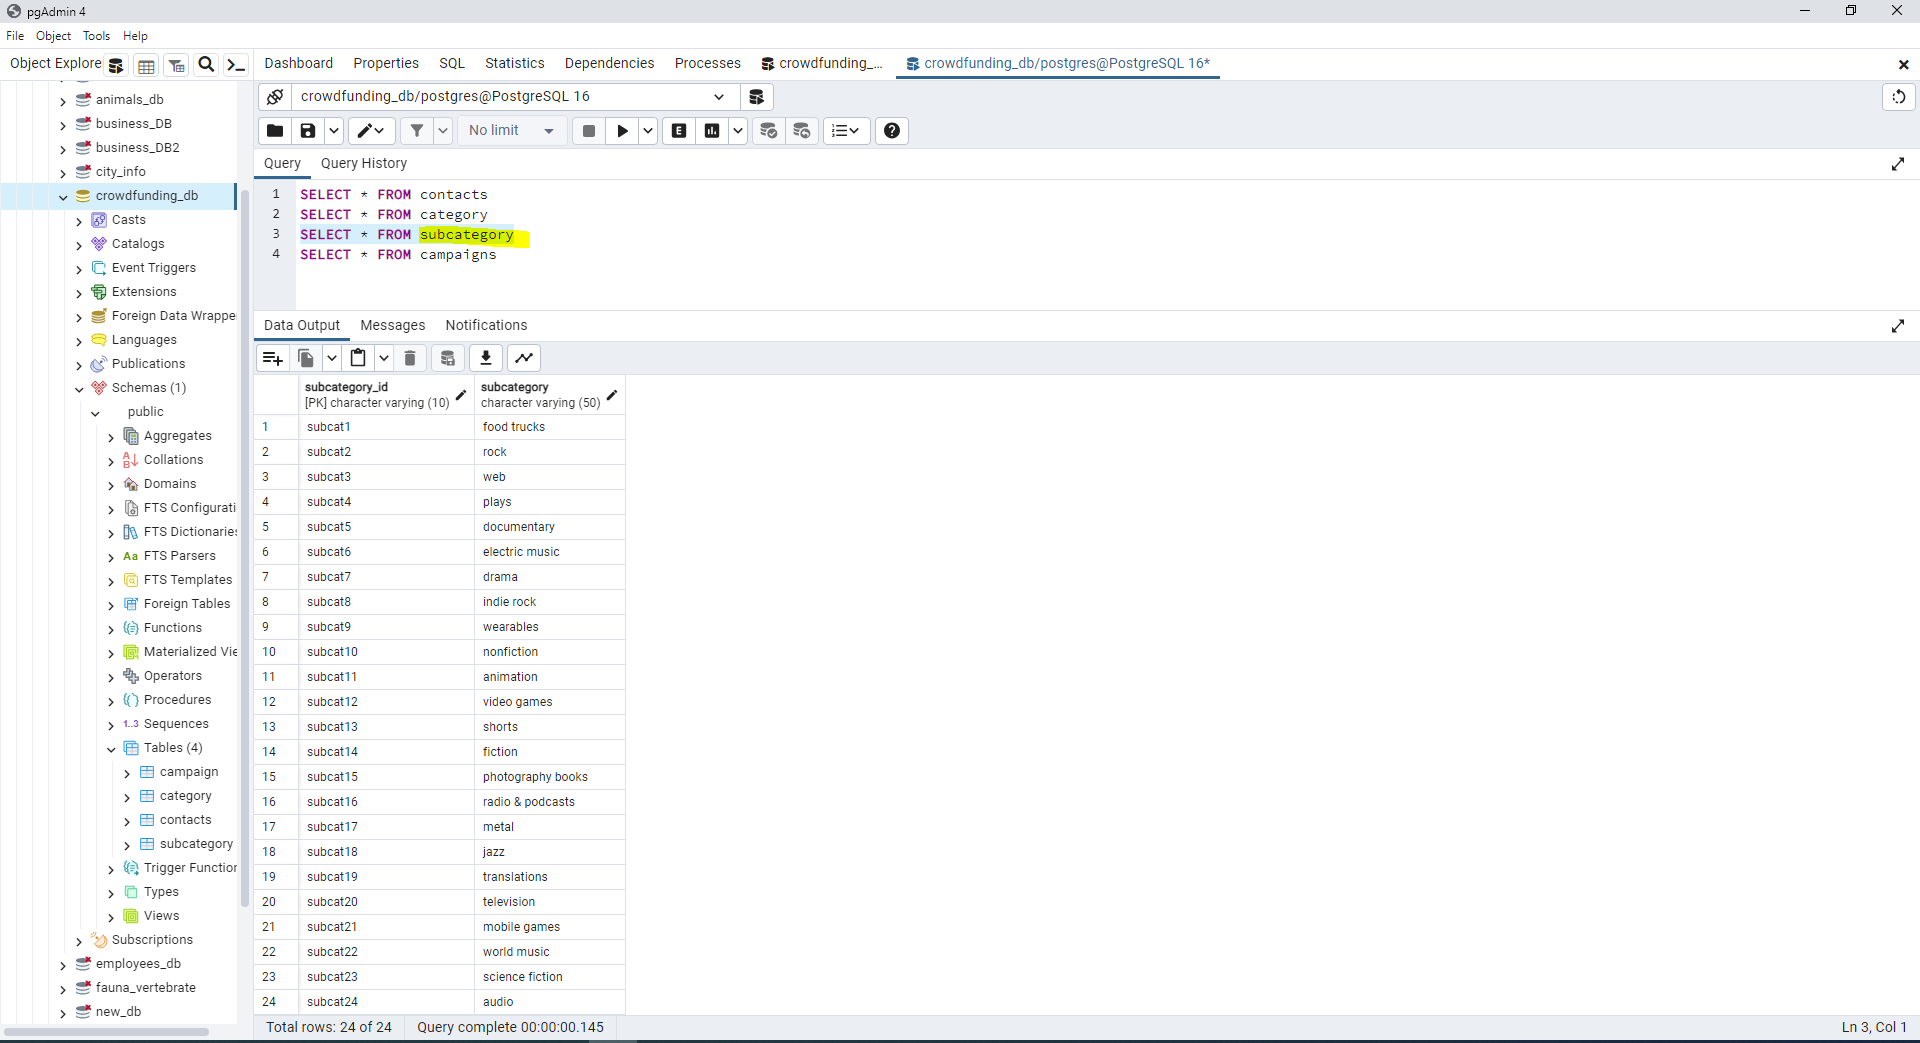 pgAdmin 4
File Object Tools Help
Object Explore
Dashboard Properties SQL Statistics Dependencies Processes crowdfunding_... crowdfunding_db/postgres@PostgreSQL 16*
crowdfunding_db/postgres@PostgreSQL 16
No limit
E
Query Query History
1 SELECT * FROM contacts
2 SELECT * FROM category
3 SELECT * FROM subcategory
4 SELECT * FROM campaigns
Data Output Messages Notifications
subcategory_id subcategory
[PK] character varying (10) character varying (50)
1 subcat1 food trucks
2 subcat2 rock
3 subcat3 web
4 subcat4 plays
5 subcat5 documentary
6 subcat6 electric music
7 subcat7 drama
8 subcat8 indie rock
9 subcat9 wearables
10 subcat10 nonfiction
11 subcat11 animation
12 subcat12 video games
13 subcat13 shorts
14 subcat14 fiction
15 subcat15 photography books
16 subcat16 radio & podcasts
17 subcat17 metal
18 subcat18 jazz
19 subcat19 translations
20 subcat20 television
21 subcat21 mobile games
22 subcat22 world music
23 subcat23 science fiction
24 subcat24 audio
Total rows: 24 of 24 Query complete 00:00:00.145 Ln 3, Col 1
animals_db
business_DB
business_DB2
city_info
crowdfunding_db
Casts
Catalogs
Event Triggers
Extensions
Foreign Data Wrappe
Languages
Publications
Schemas (1)
public
Aggregates
Collations
Domains
FTS Configurati
FTS Dictionaries
Aa FTS Parsers
FTS Templates
Foreign Tables
Functions
Materialized Vie
Operators
Procedures
1..3 Sequences
Tables (4)
campaign
category
contacts
subcategory
Trigger Function
Types
Views
Subscriptions
employees_db
fauna_vertebrate
new_db